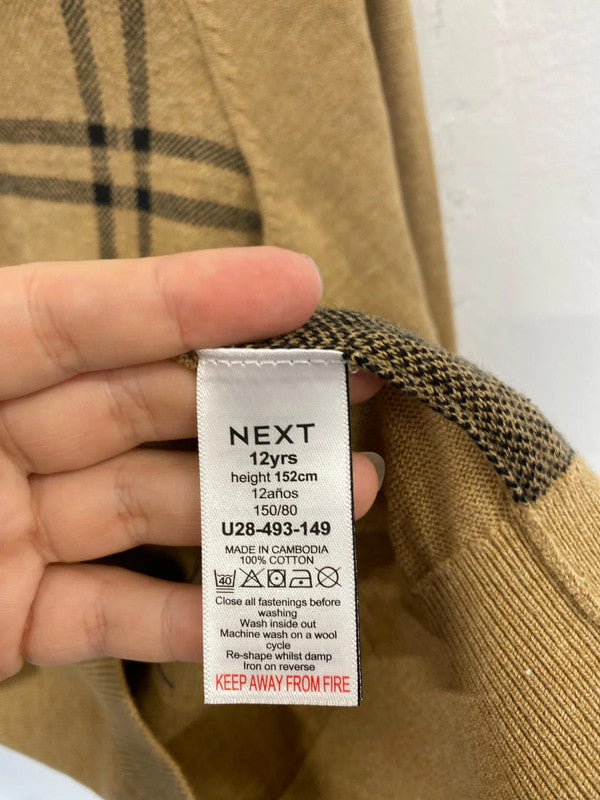 NEXT
12yrs
height 152cm
12años
150/80
U28-493-149
MADE IN CAMBODIA
100% COTTON
40
Close all fastenings before
washing
Wash inside out
Machine wash on a wool
cycle
Re-shape whilst damp
Iron on reverse
KEEP AWAY FROM FIRE